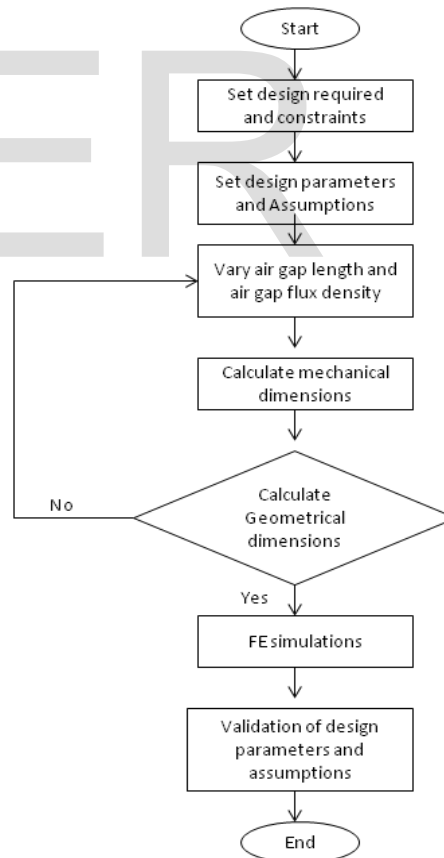 ER
Start
Set design required
and constraints
Set design parameters
and Assumptions
Vary air gap length and
air gap flux density
Calculate mechanical
dimensions
Calculate
Geometrical
dimensions
No
Yes
FE simulations
Validation of design
parameters and
assumptions
End